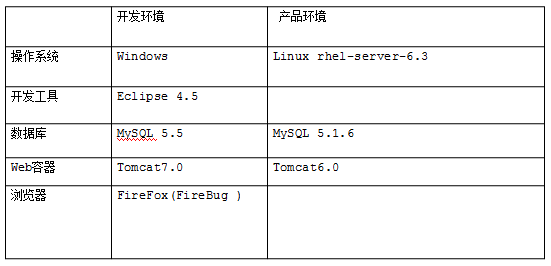 开发环境 产品环境
操作系统 Windows Linux rhel-server-6.3
开发工具 Eclipse 4.5
数据库 MySQL 5.5 MySQL 5.1.6
Web容器 Tomcat7.0 Tomcat6.0
浏览器 FireFox(FireBug )